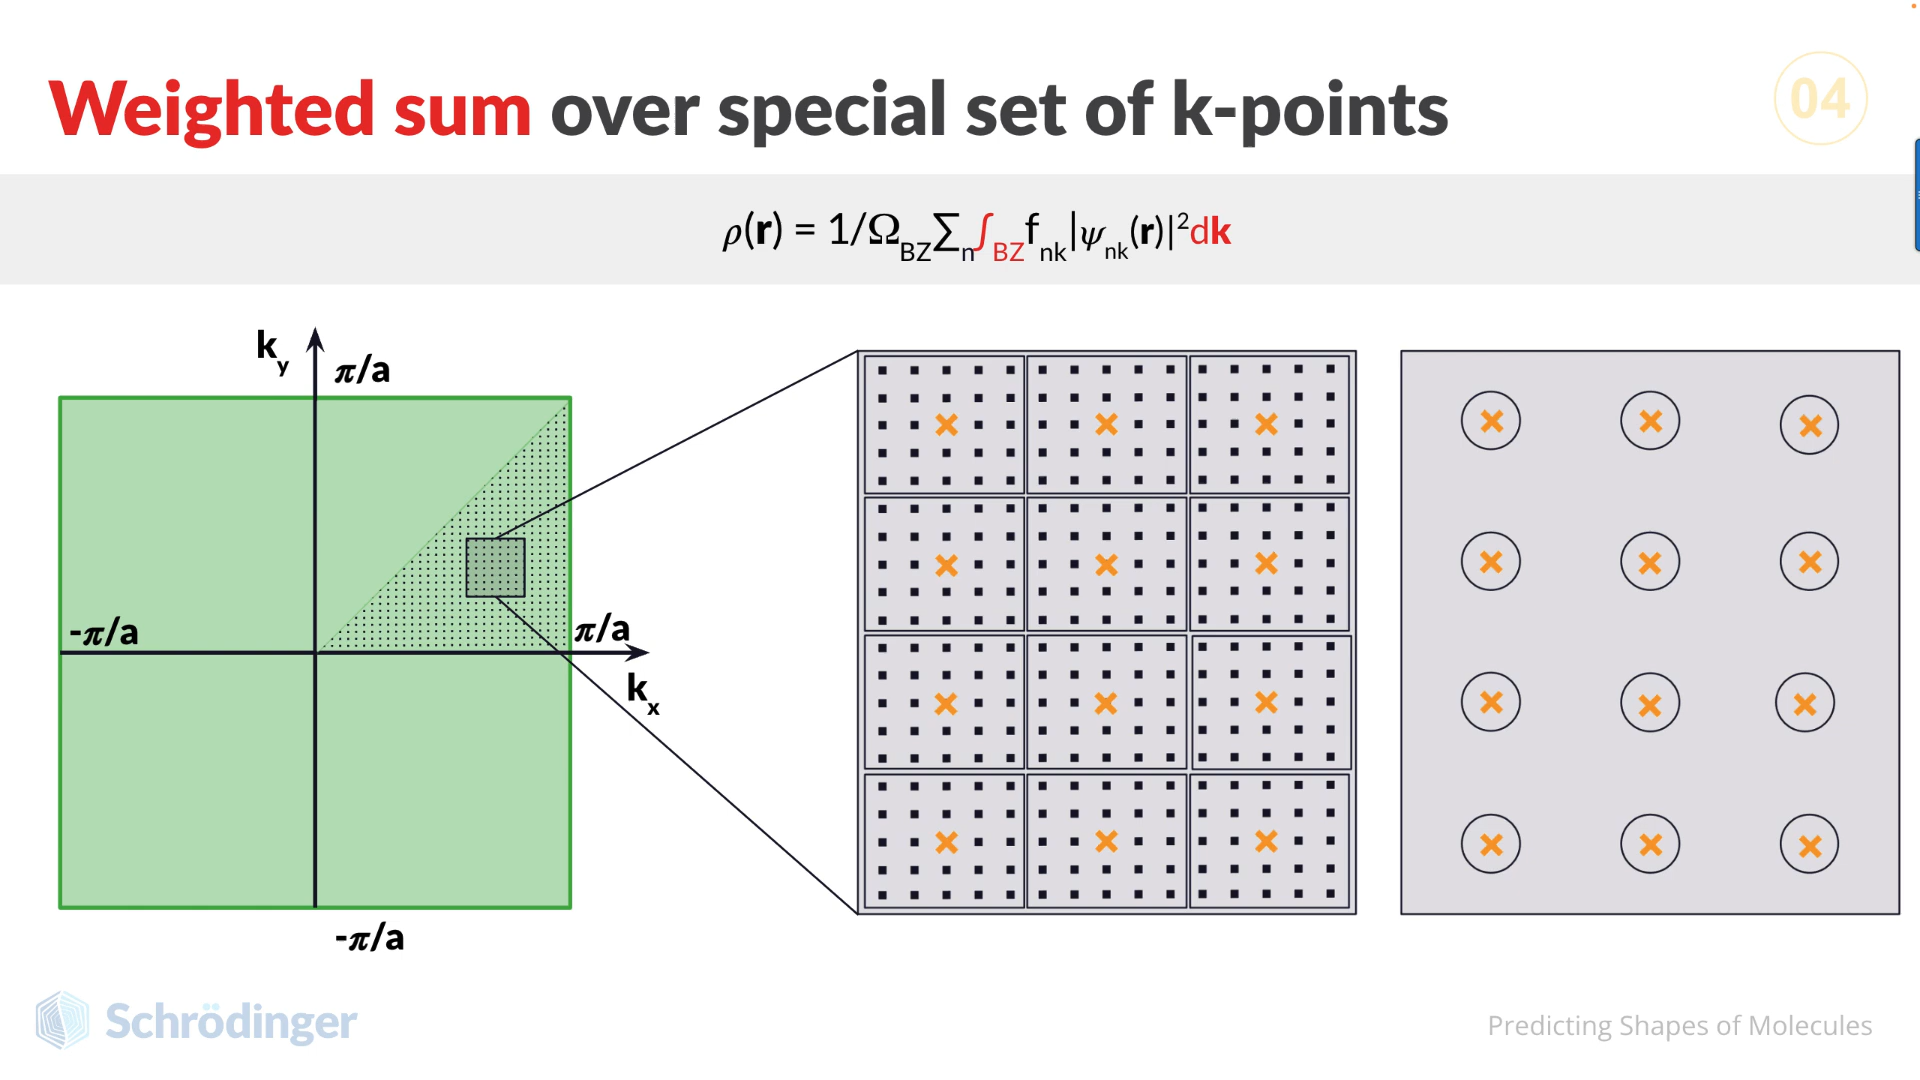 Weighted sum over special set of k-points
04
ρ(r) = 1/Ω_BZ∑_n∫_BZ f_nk|ψ_nk(r)|²dk
k_y
π/a
-π/a
π/a
k_x
-π/a
Schrödinger
Predicting Shapes of Molecules